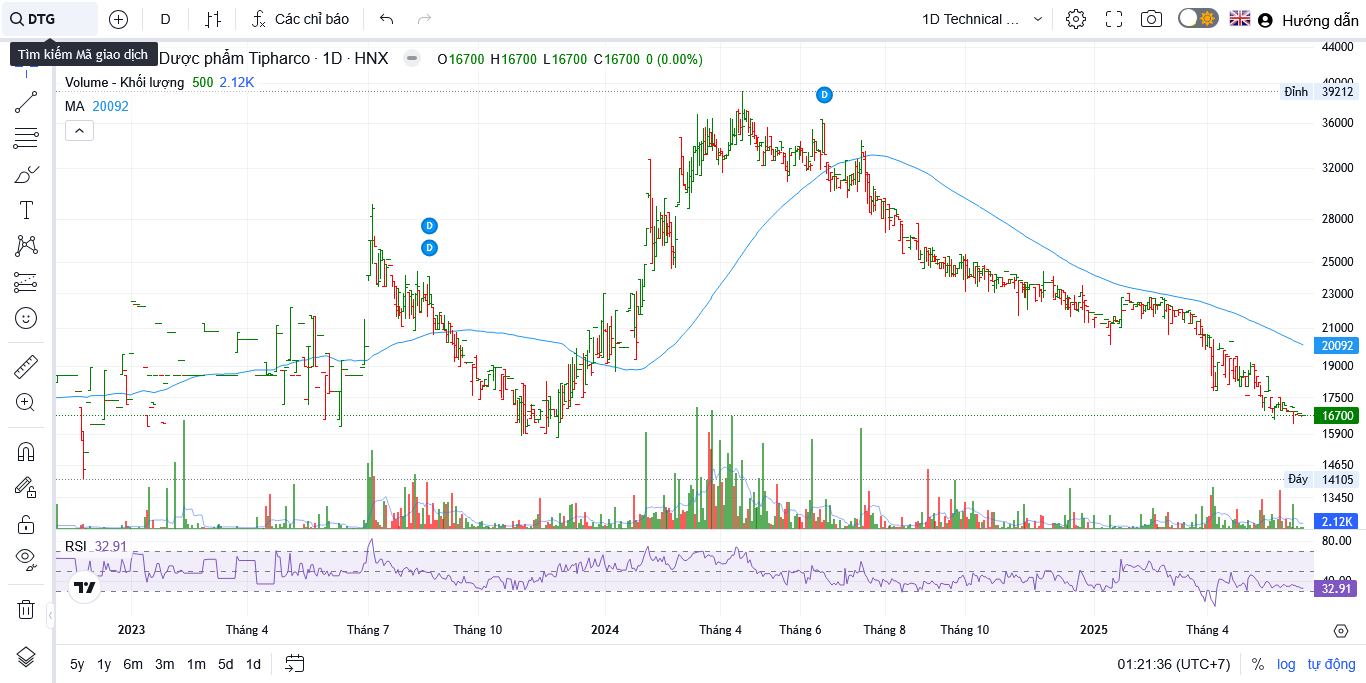 DTG
D
Các chỉ báo
1D Technical ...
Hướng dẫn
Tìm kiếm Mã giao dịch
Dược phẩm Tipharco · 1D · HNX
O16700 H16700 L16700 C16700 0 (0.00%)
Volume - Khối lượng 500 2.12K
MA 20092
44000
40000
Đỉnh 39212
36000
32000
28000
25000
23000
21000
20092
19000
17500
16700
15900
14650
Đáy 14105
13450
2.12K
D
D
D
RSI 32.91
80.00
40.00
32.91
2023 Tháng 4 Tháng 7 Tháng 10 2024 Tháng 4 Tháng 6 Tháng 8 Tháng 10 2025 Tháng 4
5y 1y 6m 3m 1m 5d 1d
01:21:36 (UTC+7) % log tự động